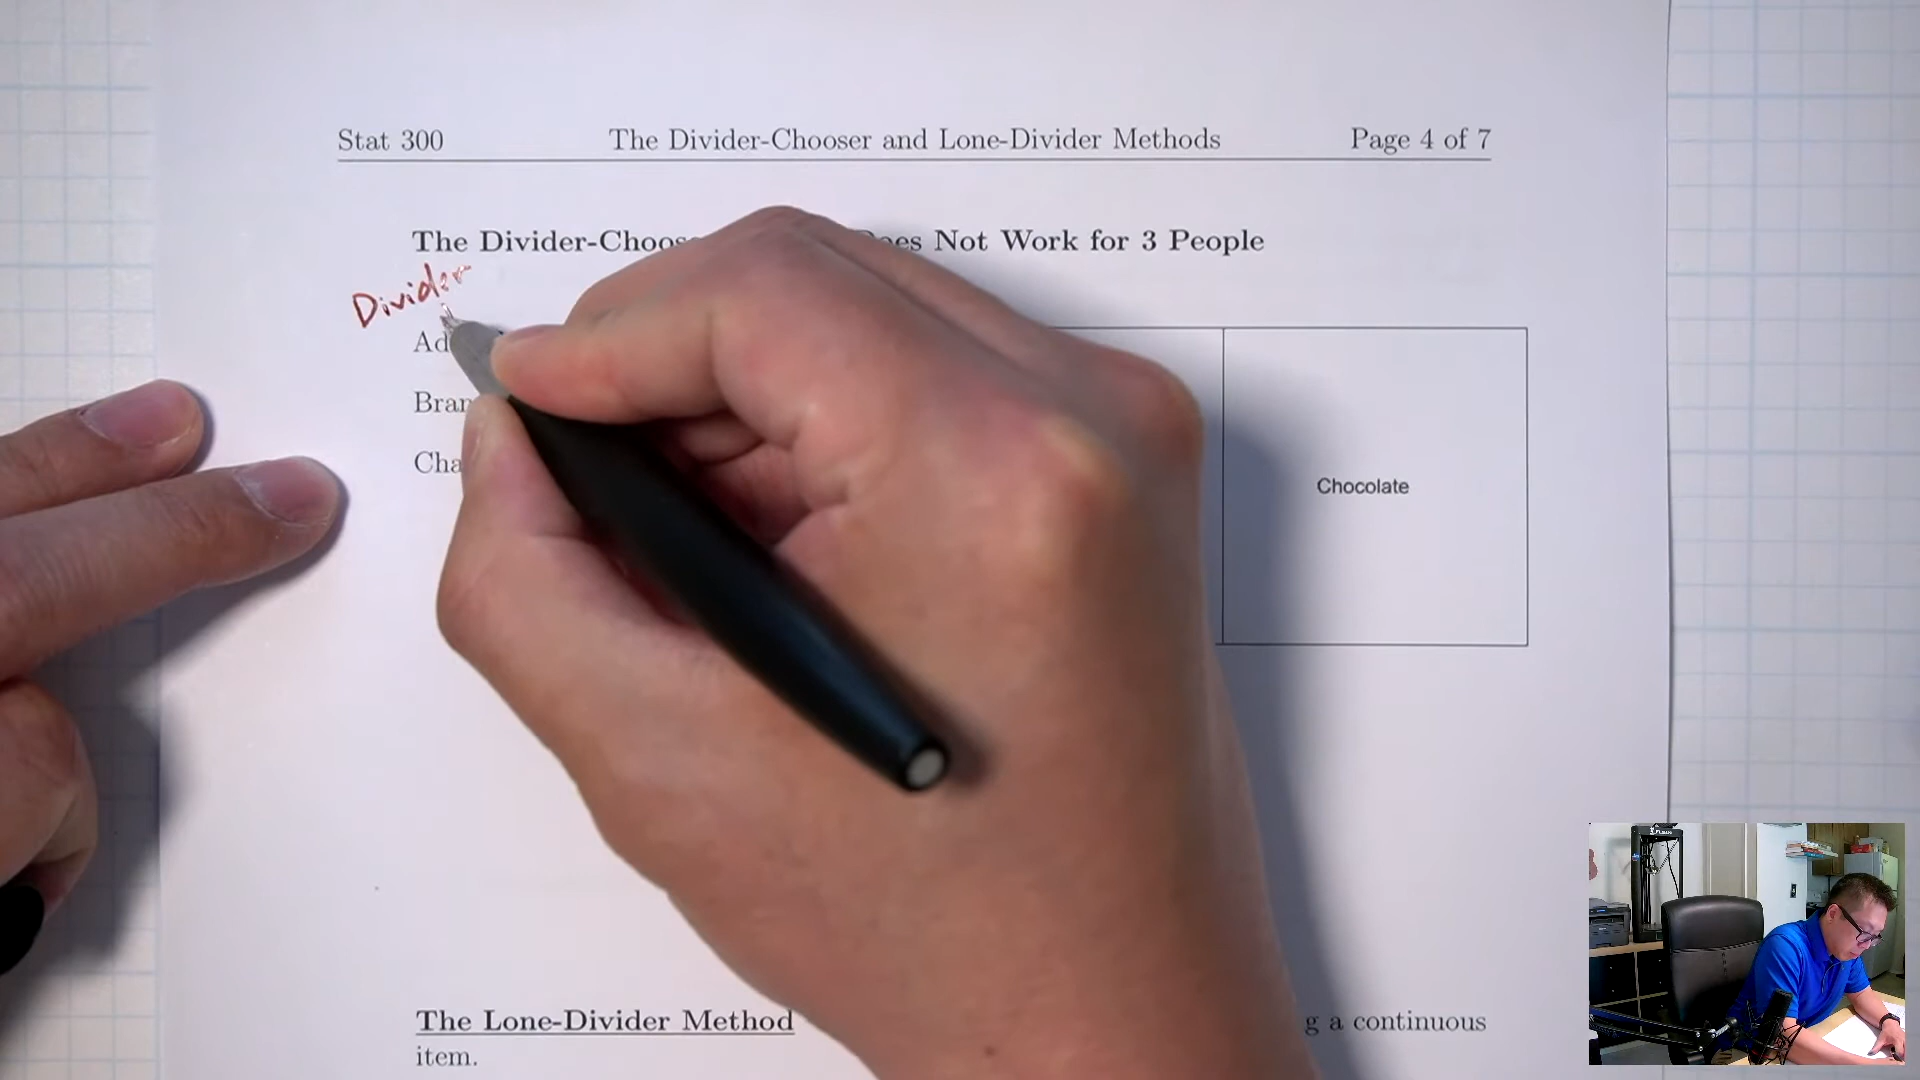 Stat 300 The Divider-Chooser and Lone-Divider Methods Page 4 of 7
The Divider-Choos es Not Work for 3 People
Divider
Ad
Bran
Cha
Chocolate
The Lone-Divider Method g a continuous
item.